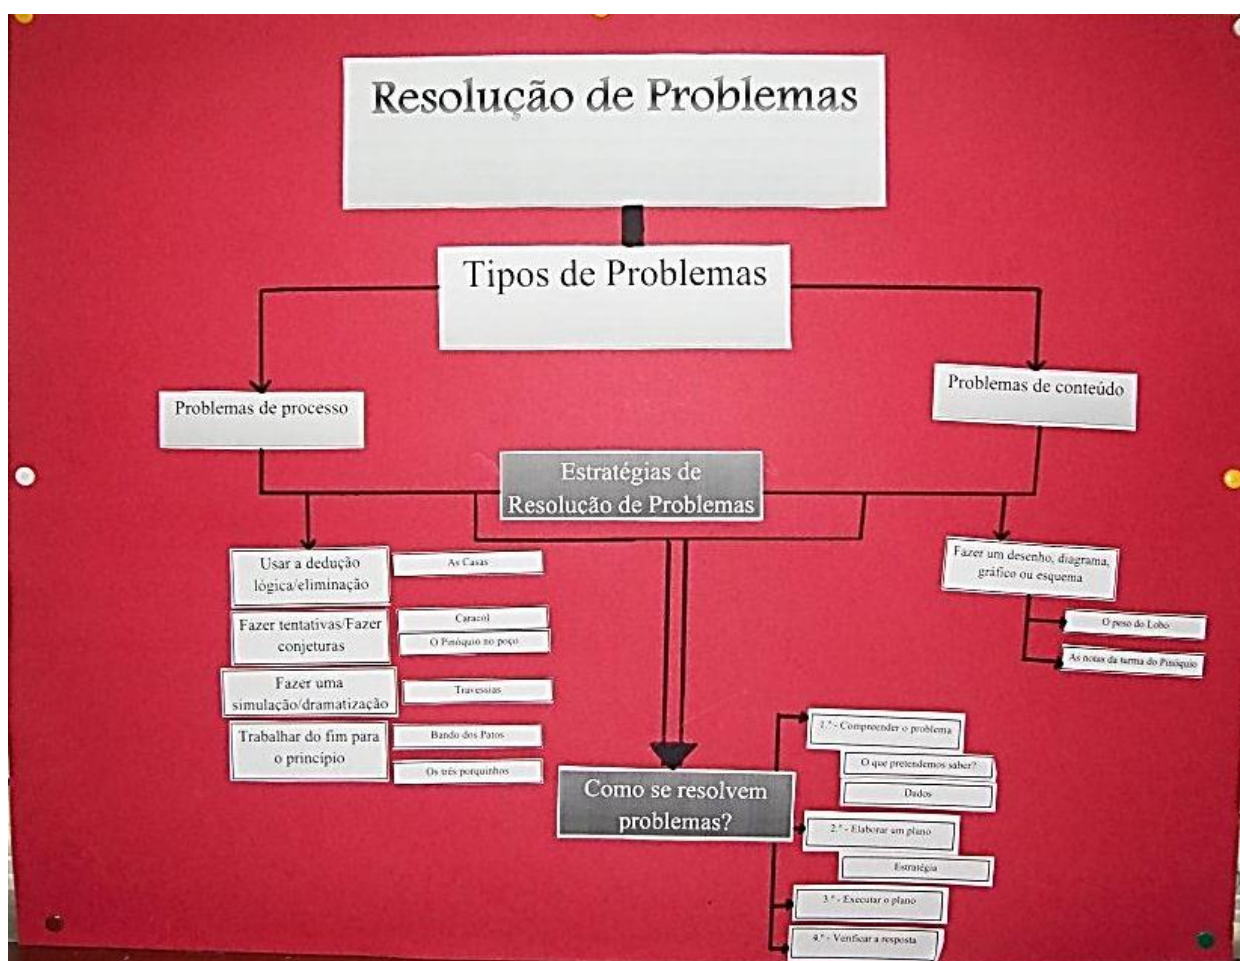 Resolução de Problemas
Tipos de Problemas
Problemas de processo
Problemas de conteúdo
Estratégias de
Resolução de Problemas
Usar a dedução
lógica/eliminação
As Casas
Fazer tentativas/Fazer
conjeturas
Caracol
O Pinóquio no poço
Fazer uma
simulação/dramatização
Travessias
Trabalhar do fim para
o princípio
Bando dos Patos
Os três porquinhos
Fazer um desenho, diagrama,
gráfico ou esquema
O peso do Lobo
As notas da turma do Pinóquio
Como se resolvem
problemas?
1.º - Compreender o problema
O que pretendemos saber?
Dados
2.º - Elaborar um plano
Estratégia
3.º - Executar o plano
4.º - Verificar a resposta